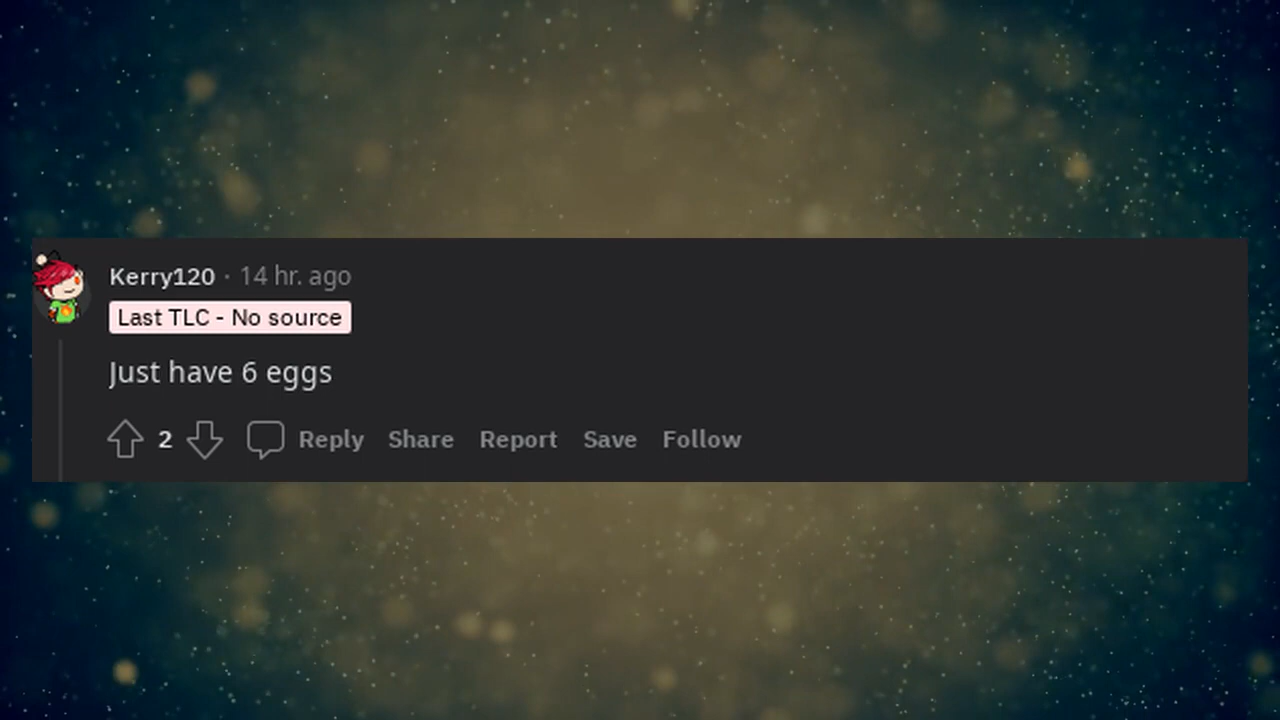 Kerry120 · 14 hr. ago
Last TLC - No source
Just have 6 eggs
2 Reply Share Report Save Follow